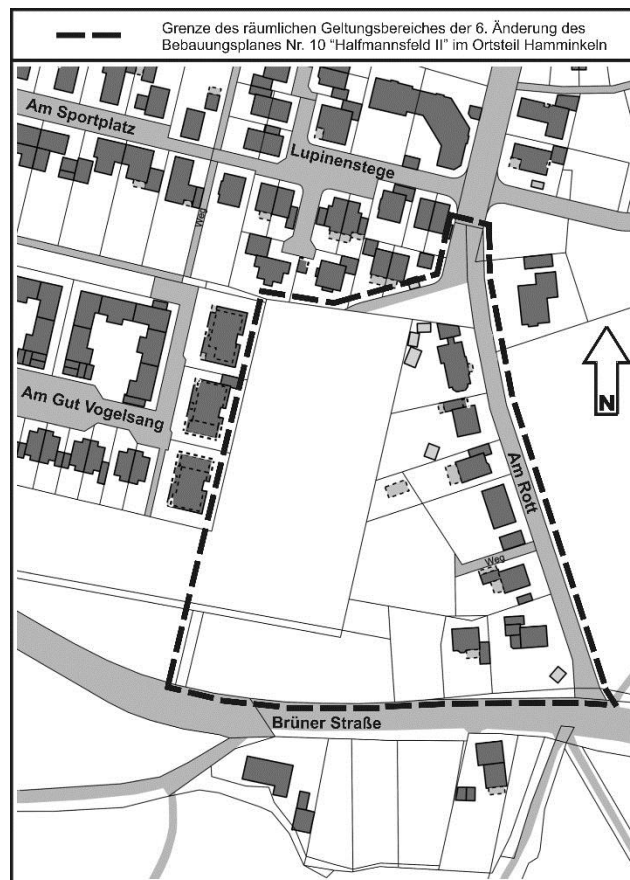 Grenze des räumlichen Geltungsbereiches der 6. Änderung des
Bebauungsplanes Nr. 10 "Halfmannsfeld II" im Ortsteil Hamminkeln
Am Sportplatz
Lupinenstege
Weg
Am Gut Vogelsang
N
Am Rott
Weg
Brüner Straße